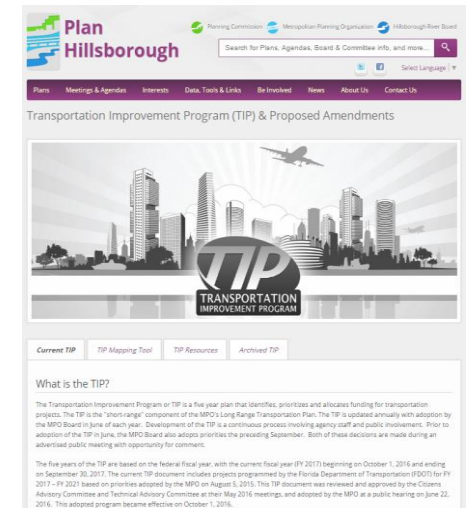 Plan
Hillsborough
Planning Commission Metropolitan Planning Organization Hillsborough River Board
Search for Plans, Agendas, Board & Committee info, and more...
Select Language ▼
Plans Meetings & Agendas Interests Data, Tools & Links Be Involved News About Us Contact Us
Transportation Improvement Program (TIP) & Proposed Amendments
TIP
TRANSPORTATION
IMPROVEMENT PROGRAM
Current TIP TIP Mapping Tool TIP Resources Archived TIP
What is the TIP?
The Transportation Improvement Program or TIP is a five year plan that identifies, prioritizes and allocates funding for transportation
projects. The TIP is the "short-range" component of the MPO's Long Range Transportation Plan. The TIP is updated annually with adoption by
the MPO Board in June of each year. Development of the TIP is a continuous process involving agency staff and public involvement. Prior to
adoption of the TIP in June, the MPO Board also adopts priorities the preceding September. Both of these decisions are made during an
advertised public meeting with opportunity for comment.
The five years of the TIP are based on the federal fiscal year, with the current fiscal year (FY 2017) beginning on October 1, 2016 and ending
on September 30, 2017. The current TIP document includes projects programmed by the Florida Department of Transportation (FDOT) for FY
2017 – FY 2021 based on priorities adopted by the MPO on August 5, 2015. This TIP document was reviewed and approved by the Citizens
Advisory Committee and Technical Advisory Committee at their May 2016 meetings, and adopted by the MPO at a public hearing on June 22,
2016. This adopted program became effective on October 1, 2016.